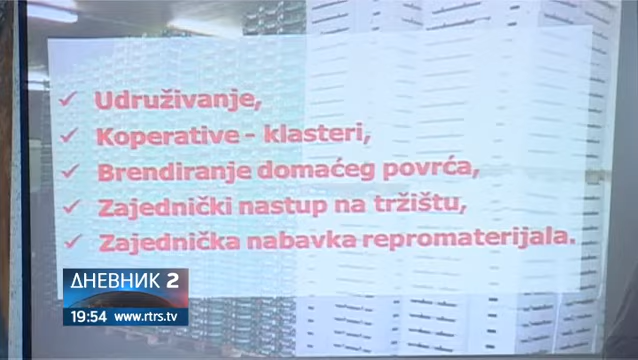 Udruživanje,
Koperative - klasteri,
Brendiranje domaćeg povrća,
Zajednički nastup na tržištu,
Zajednička nabavka repromaterijala.
ДНЕВНИК 2
19:54 www.rtrs.tv